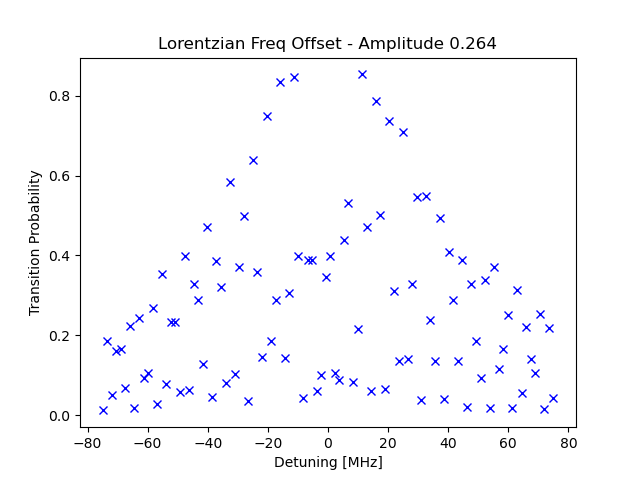 Lorentzian Freq Offset - Amplitude 0.264
Transition Probability
0.8
0.6
0.4
0.2
0.0
−80 −60 −40 −20 0 20 40 60 80
Detuning [MHz]